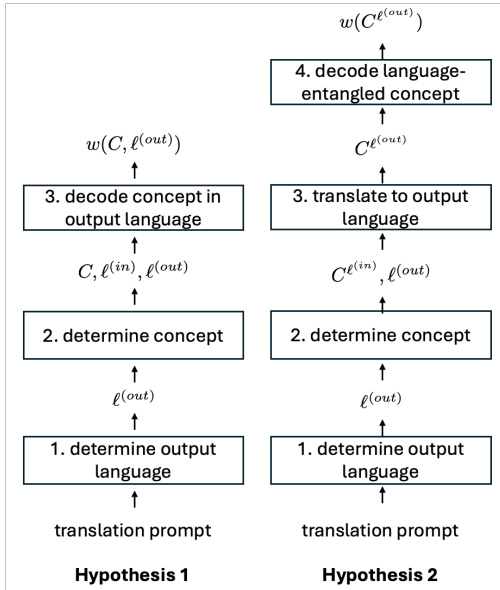 w(C, ℓ^(out))
3. decode concept in
output language
C, ℓ^(in), ℓ^(out)
2. determine concept
ℓ^(out)
1. determine output
language
translation prompt
Hypothesis 1
w(C^ℓ^(out))
4. decode language-
entangled concept
C^ℓ^(out)
3. translate to output
language
C^ℓ^(in), ℓ^(out)
2. determine concept
ℓ^(out)
1. determine output
language
translation prompt
Hypothesis 2